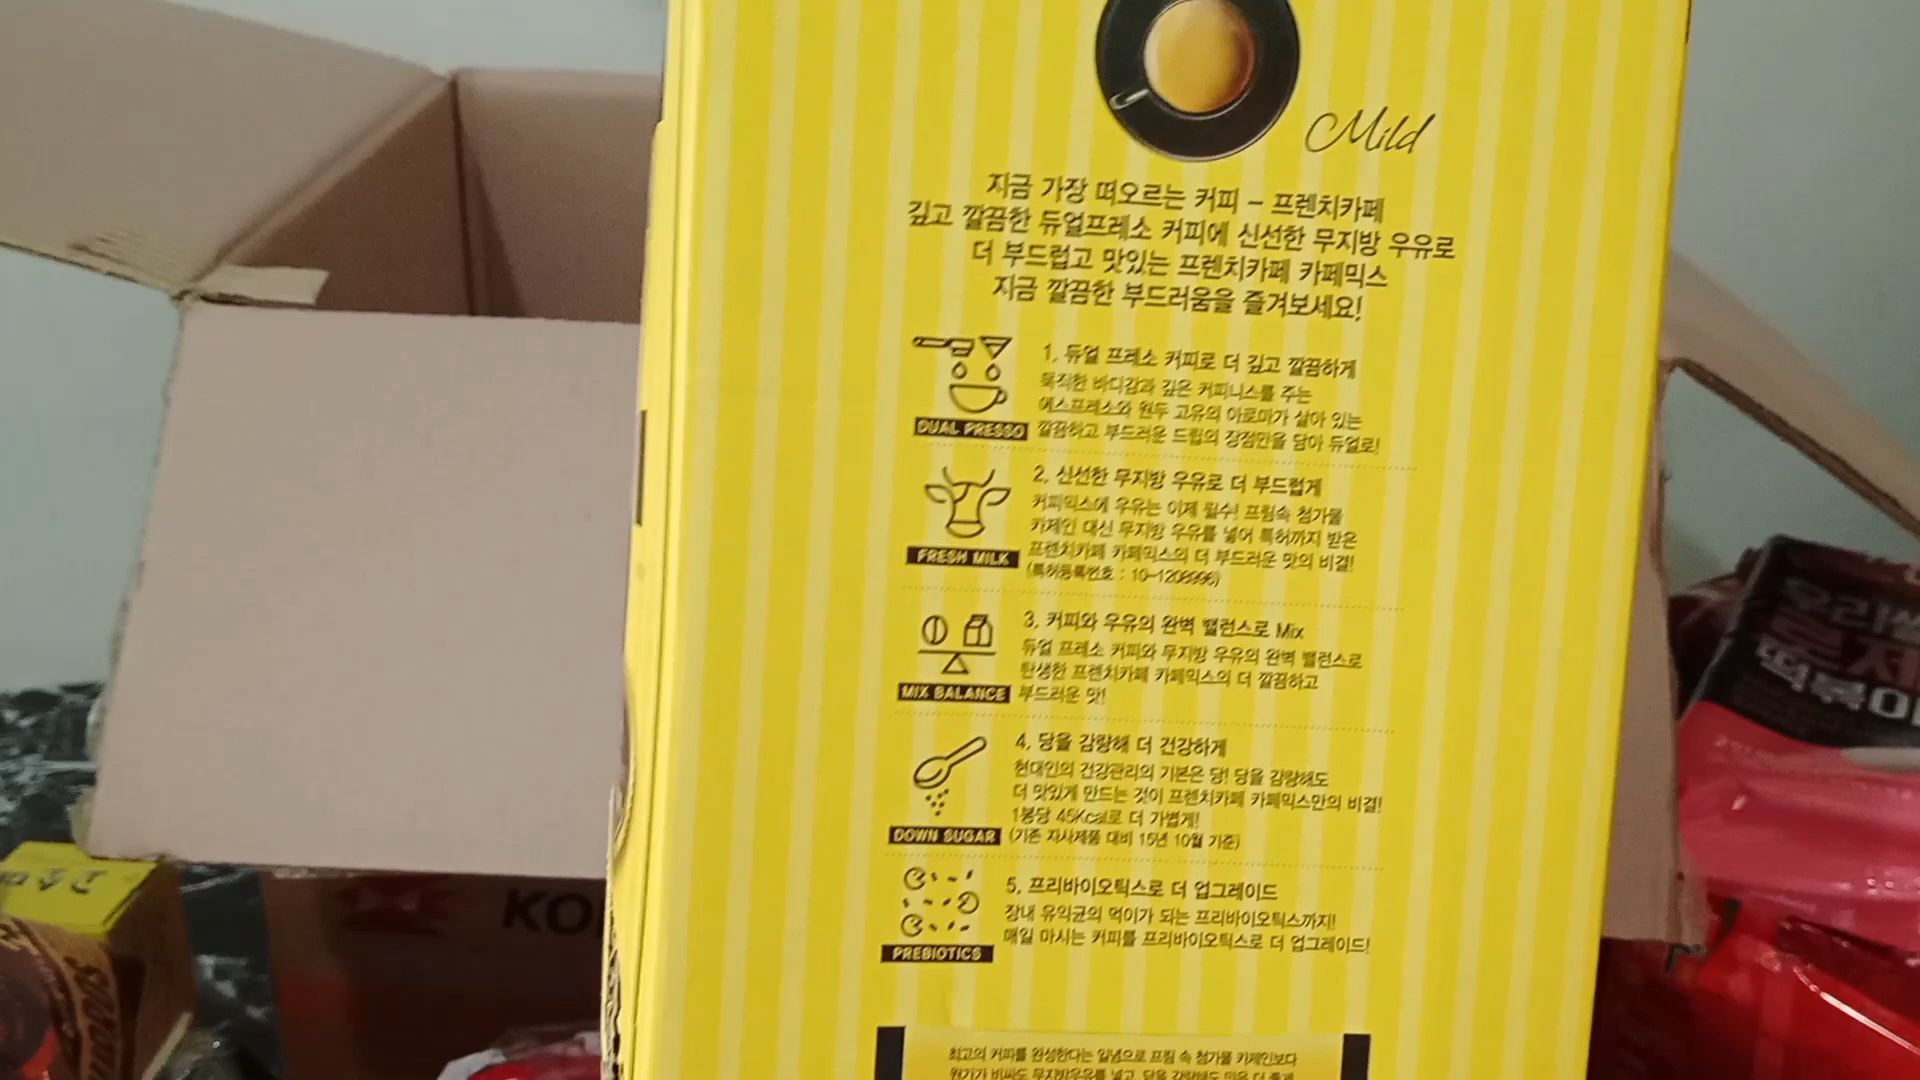 Mild
지금 가장 떠오르는 커피 – 프렌치카페
깊고 깔끔한 듀얼프레소 커피에 신선한 무지방 우유로
더 부드럽고 맛있는 프렌치카페 카페믹스
지금 깔끔한 부드러움을 즐겨보세요!
1. 듀얼 프레소 커피로 더 깊고 깔끔하게
묵직한 바디감과 깊은 커피니스를 주는
에스프레소와 원두 고유의 아로마가 살아 있는
깔끔하고 부드러운 드립의 장점만을 담아 듀얼로!
DUAL PRESSO
2. 신선한 무지방 우유로 더 부드럽게
커피믹스에 우유는 이제 필수! 프림속 첨가물
카제인 대신 무지방 우유를 넣어 특허까지 받은
프렌치카페 카페믹스의 더 부드러운 맛의 비결!
(특허등록번호 : 10-1208996)
FRESH MILK
3. 커피와 우유의 완벽 밸런스로 Mix
듀얼 프레소 커피와 무지방 우유의 완벽 밸런스로
탄생한 프렌치카페 카페믹스의 더 깔끔하고
부드러운 맛!
MIX BALANCE
4. 당을 감량해 더 건강하게
현대인의 건강관리의 기본은 당! 당을 감량해도
더 맛있게 만드는 것이 프렌치카페 카페믹스만의 비결!
1봉당 45Kcal로 더 가볍게!
(기존 자사제품 대비 15년 10월 기준)
DOWN SUGAR
5. 프리바이오틱스로 더 업그레이드
장내 유익균의 먹이가 되는 프리바이오틱스까지!
매일 마시는 커피를 프리바이오틱스로 더 업그레이드!
PREBIOTICS
최고의 커피를 완성한다는 일념으로 프림 속 첨가물 카제인보다
KO
우리쌀
떡볶이